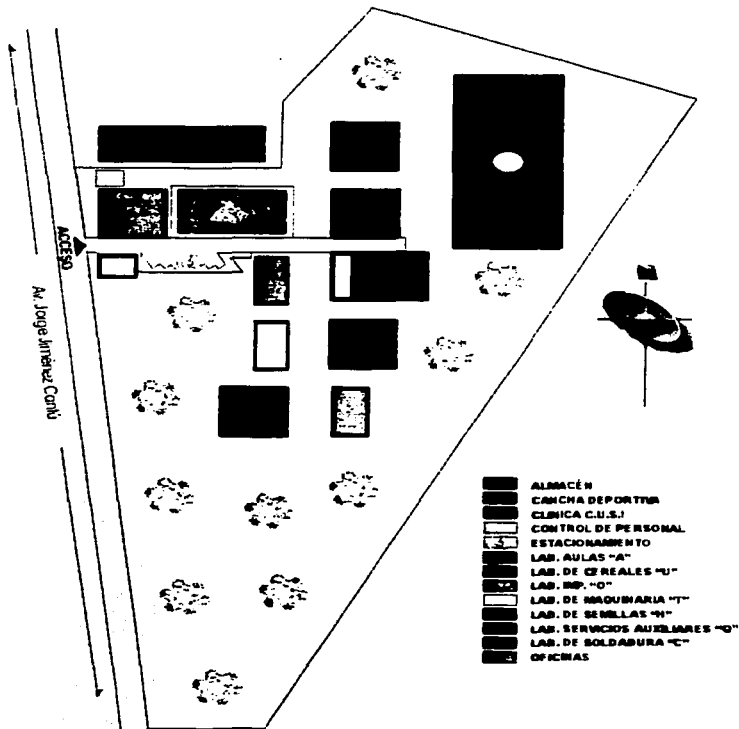 ACCESO
Av. Jorge Jiménez Cantú
ALMACÉN
CANCHA DEPORTIVA
CLINICA C.U.S.I
CONTROL DE PERSONAL
ESTACIONAMIENTO
LAB. AULAS "A"
LAB. DE CEREALES "U"
LAB. IMP. "O"
LAB. DE MAQUINARIA "T"
LAB. DE SEMILLAS "H"
LAB. SERVICIOS AUXILIARES "Q"
LAB. DE SOLDADURA "C"
OFICINAS